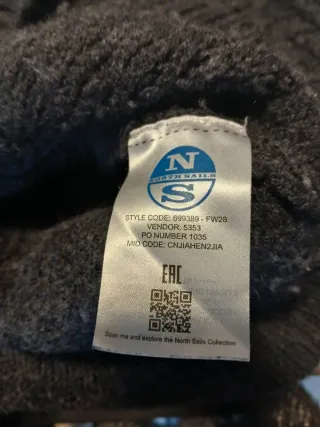 N
NORTH SAILS
S
STYLE CODE: 699389 - FW28
VENDOR: 5353
PO NUMBER 1035
MID CODE: CNJIAHEN2JIA
EAC
Scan me and explore the North Sails Collection